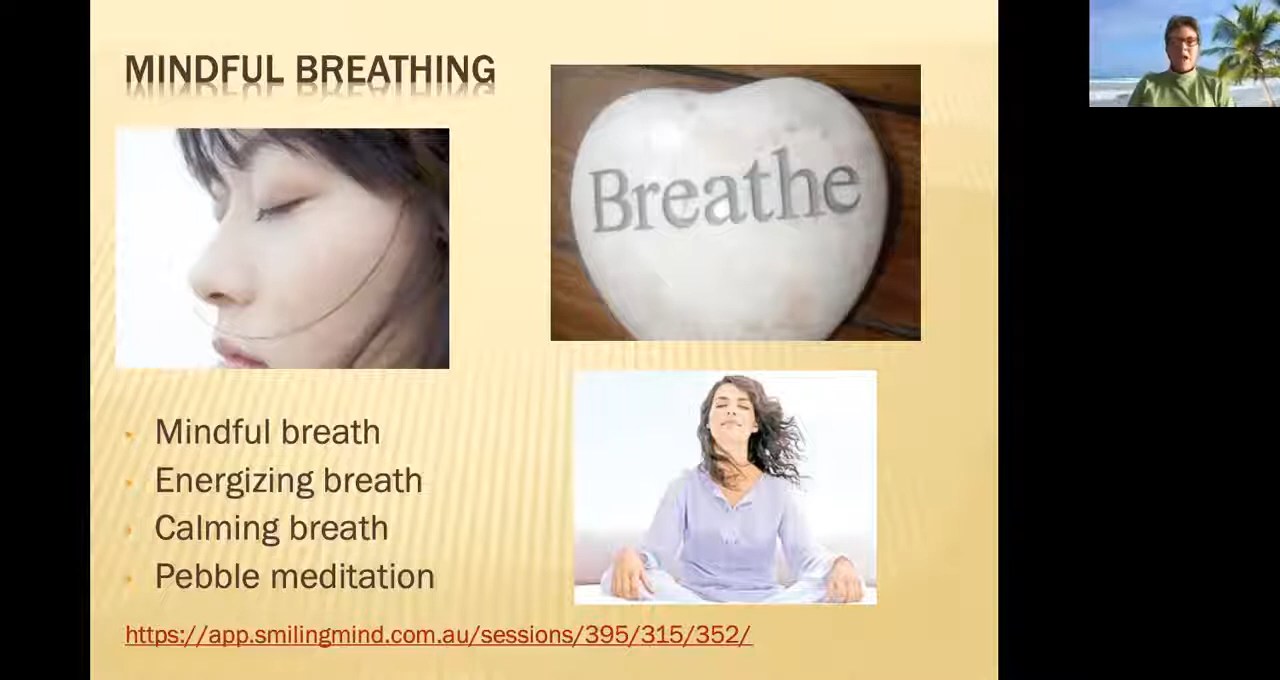 MINDFUL BREATHING
Breathe
Mindful breath
Energizing breath
Calming breath
Pebble meditation
https://app.smilingmind.com.au/sessions/395/315/352/